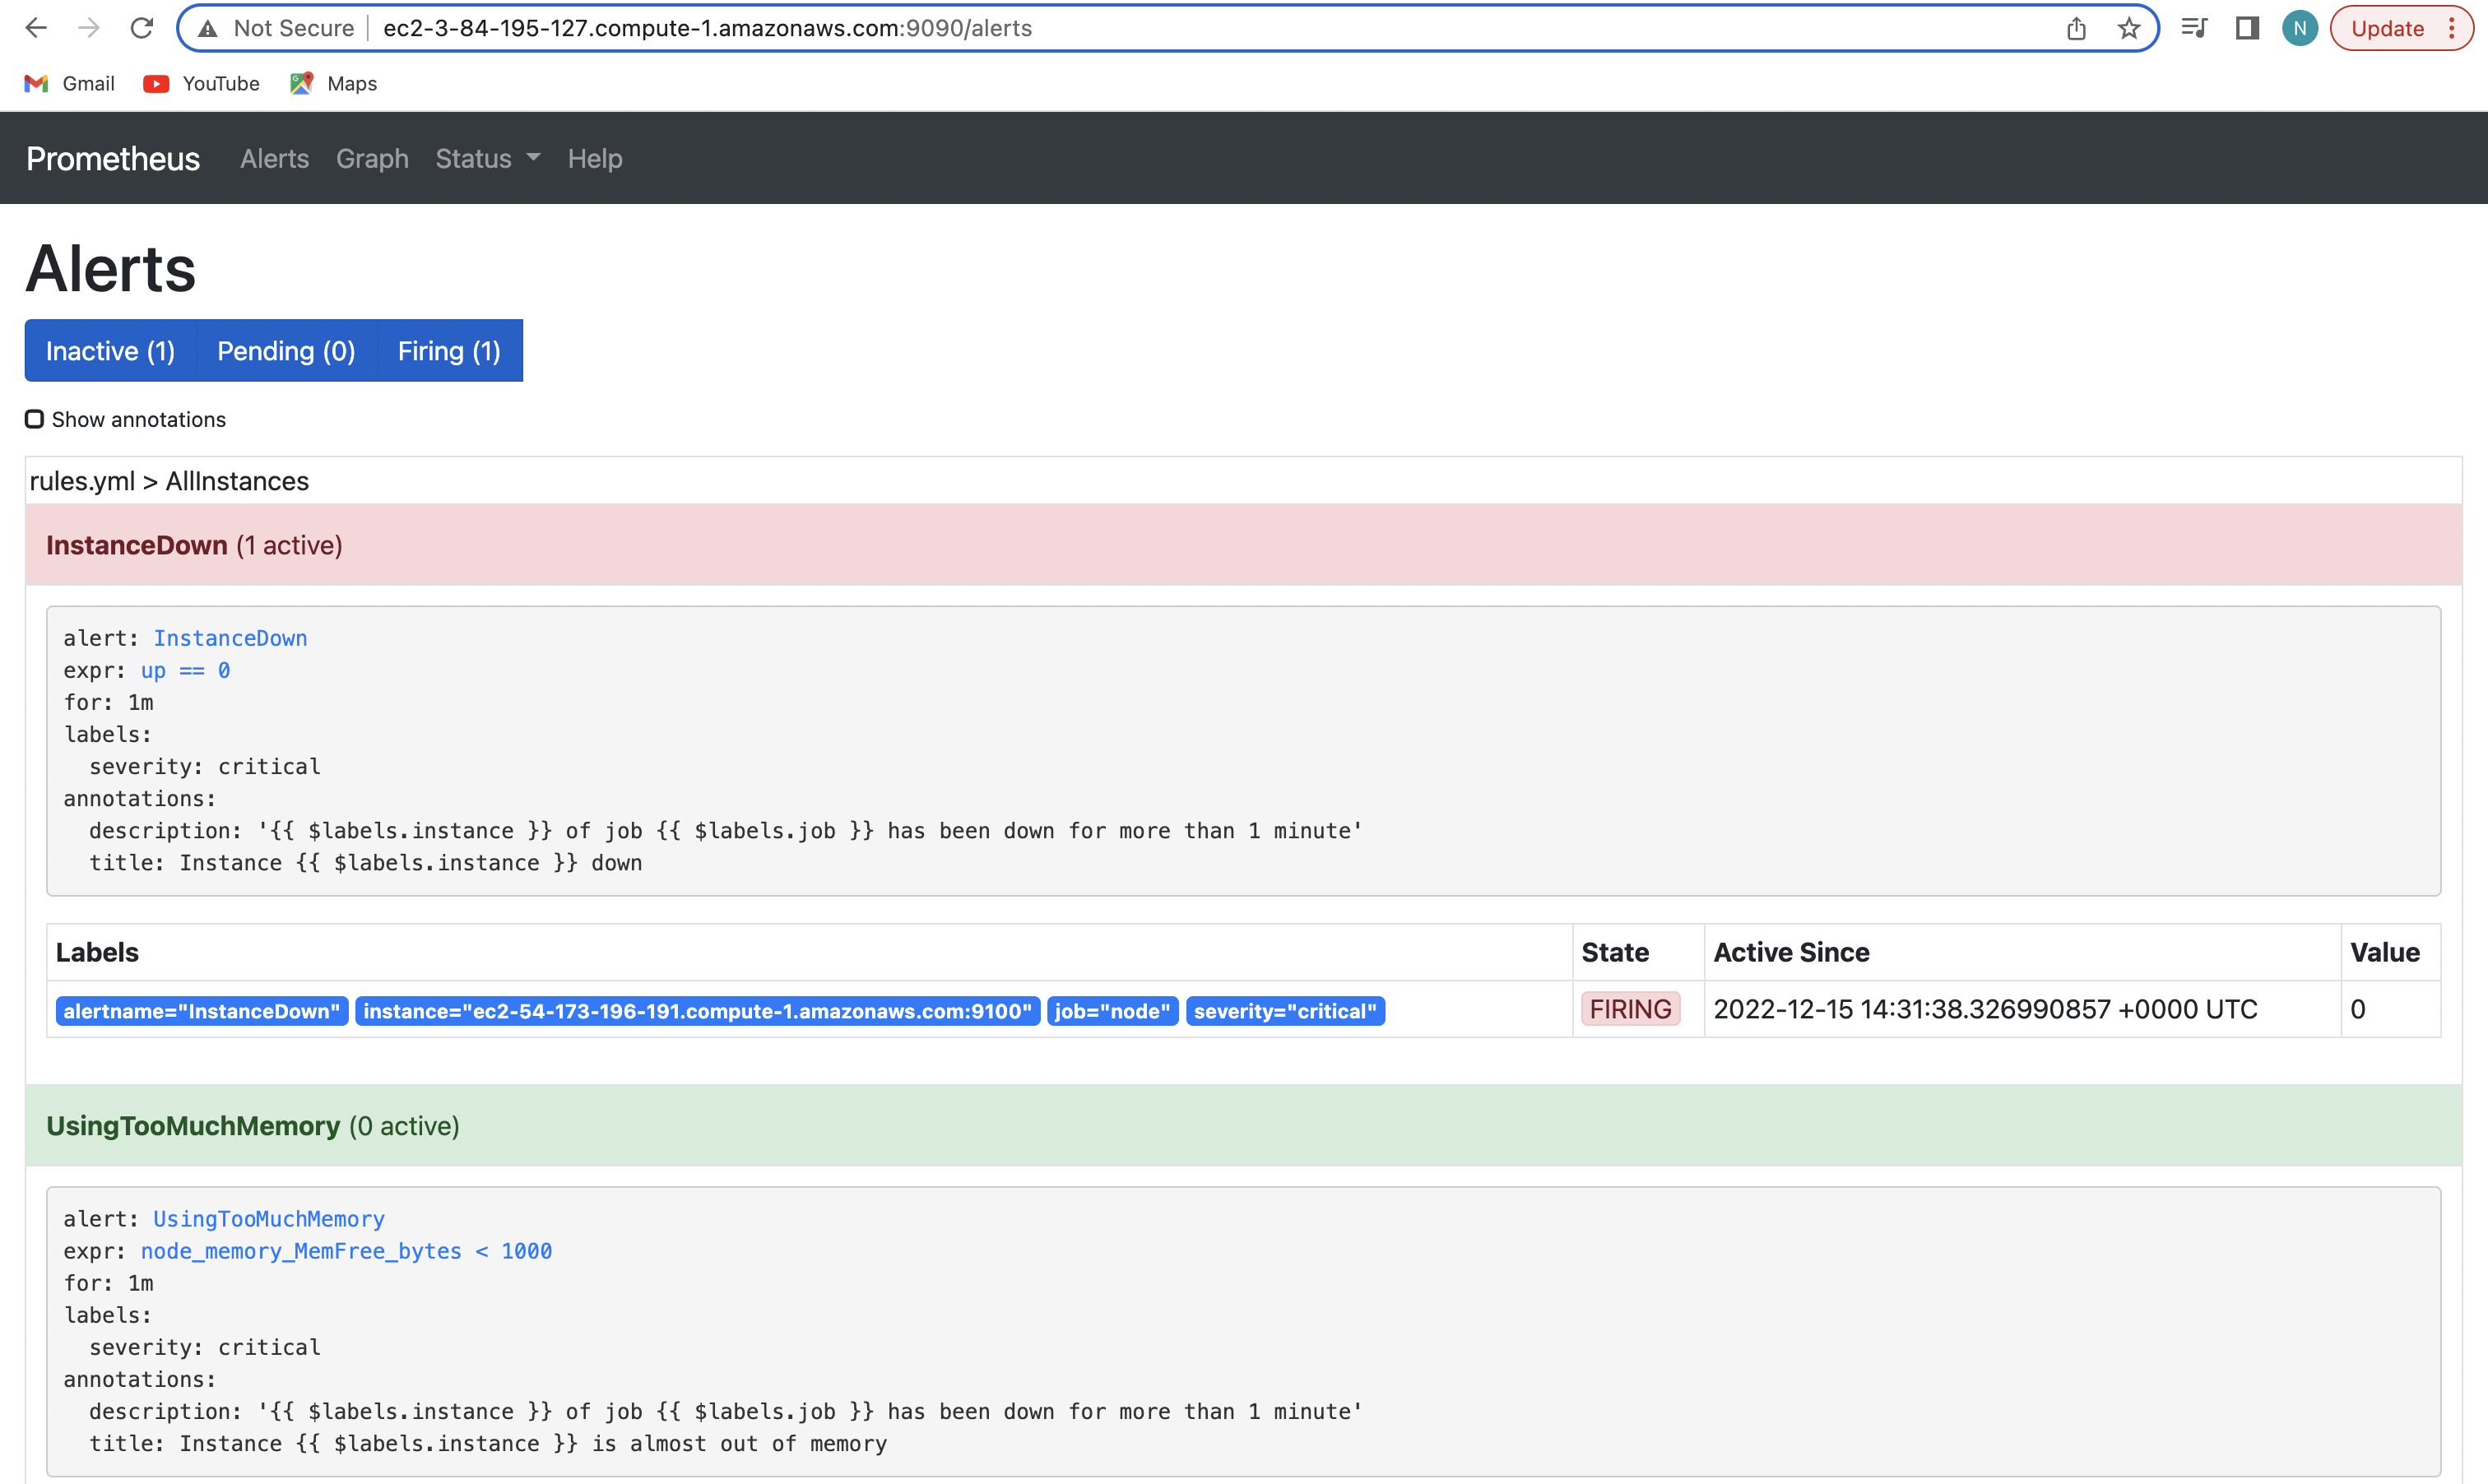 Not Secure | ec2-3-84-195-127.compute-1.amazonaws.com:9090/alerts N Update
Gmail YouTube Maps
Prometheus Alerts Graph Status Help
Alerts
Inactive (1) Pending (0) Firing (1)
Show annotations
rules.yml > AllInstances
InstanceDown (1 active)
alert: InstanceDown
expr: up == 0
for: 1m
labels:
  severity: critical
annotations:
  description: '{{ $labels.instance }} of job {{ $labels.job }} has been down for more than 1 minute'
  title: Instance {{ $labels.instance }} down
Labels State Active Since Value
alertname="InstanceDown" instance="ec2-54-173-196-191.compute-1.amazonaws.com:9100" job="node" severity="critical" FIRING 2022-12-15 14:31:38.326990857 +0000 UTC 0
UsingTooMuchMemory (0 active)
alert: UsingTooMuchMemory
expr: node_memory_MemFree_bytes < 1000
for: 1m
labels:
  severity: critical
annotations:
  description: '{{ $labels.instance }} of job {{ $labels.job }} has been down for more than 1 minute'
  title: Instance {{ $labels.instance }} is almost out of memory